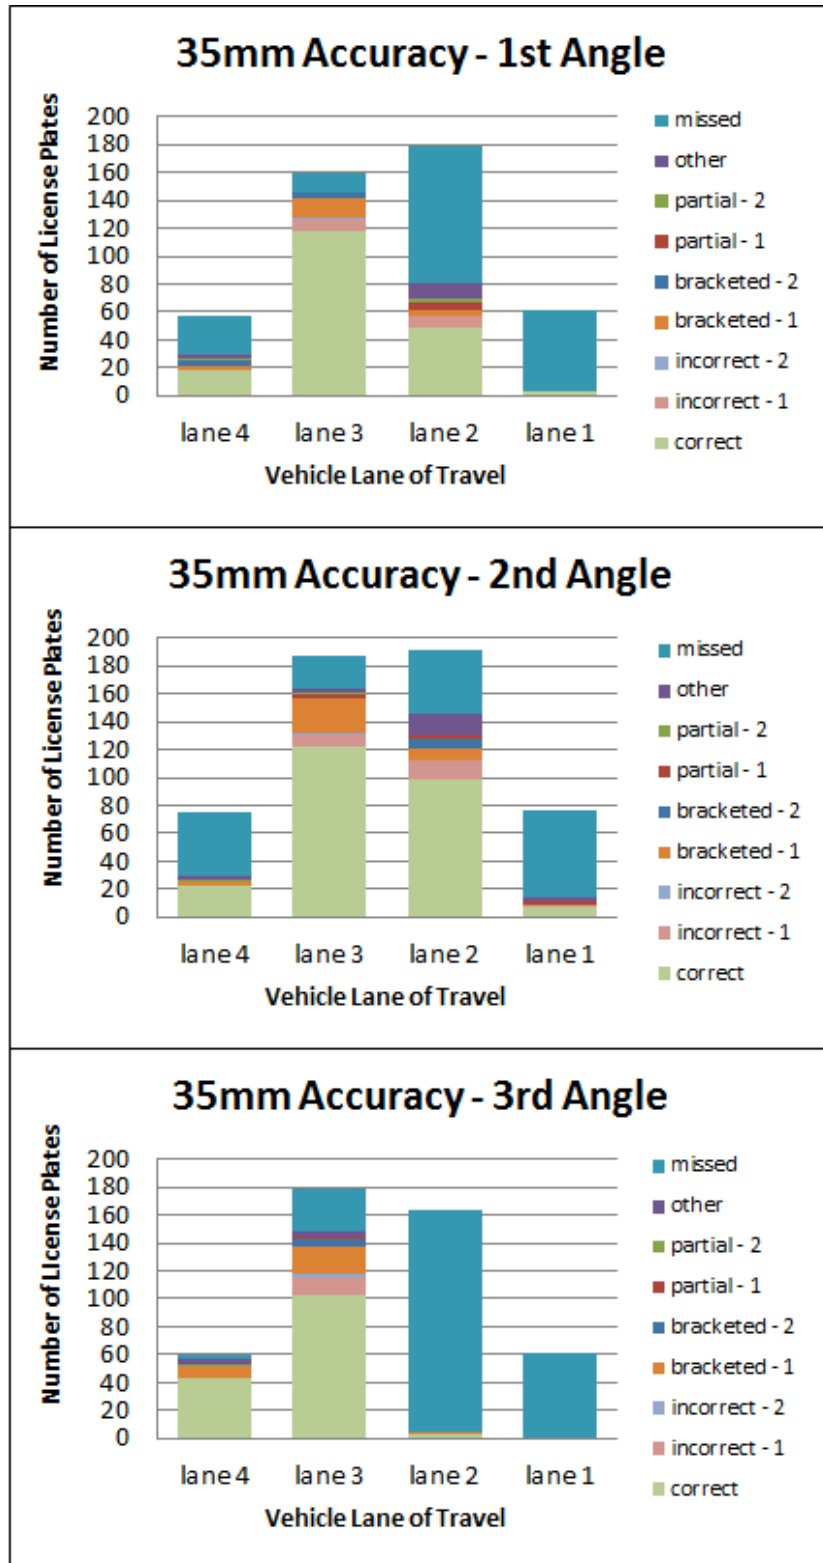 35mm Accuracy - 1st Angle
Number of License Plates
200
180
160
140
120
100
80
60
40
20
0
lane 4 lane 3 lane 2 lane 1
Vehicle Lane of Travel
missed
other
partial - 2
partial - 1
bracketed - 2
bracketed - 1
incorrect - 2
incorrect - 1
correct
35mm Accuracy - 2nd Angle
Number of License Plates
200
180
160
140
120
100
80
60
40
20
0
lane 4 lane 3 lane 2 lane 1
Vehicle Lane of Travel
missed
other
partial - 2
partial - 1
bracketed - 2
bracketed - 1
incorrect - 2
incorrect - 1
correct
35mm Accuracy - 3rd Angle
Number of License Plates
200
180
160
140
120
100
80
60
40
20
0
lane 4 lane 3 lane 2 lane 1
Vehicle Lane of Travel
missed
other
partial - 2
partial - 1
bracketed - 2
bracketed - 1
incorrect - 2
incorrect - 1
correct